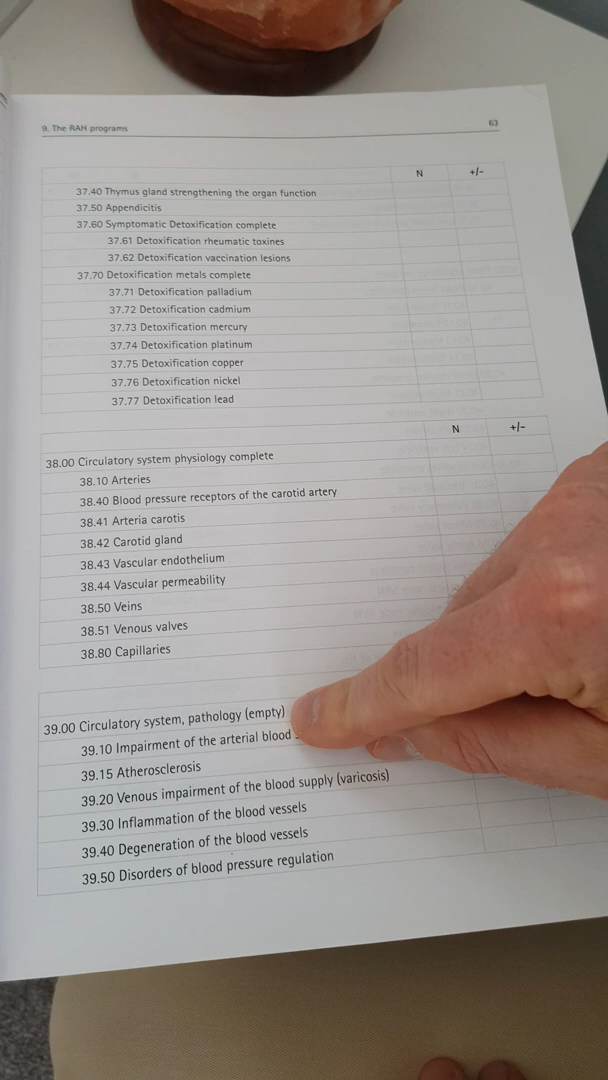 9. The RAH programs
63
N +/-
37.40 Thymus gland strengthening the organ function
37.50 Appendicitis
37.60 Symptomatic Detoxification complete
37.61 Detoxification rheumatic toxines
37.62 Detoxification vaccination lesions
37.70 Detoxification metals complete
37.71 Detoxification palladium
37.72 Detoxification cadmium
37.73 Detoxification mercury
37.74 Detoxification platinum
37.75 Detoxification copper
37.76 Detoxification nickel
37.77 Detoxification lead
N +/-
38.00 Circulatory system physiology complete
38.10 Arteries
38.40 Blood pressure receptors of the carotid artery
38.41 Arteria carotis
38.42 Carotid gland
38.43 Vascular endothelium
38.44 Vascular permeability
38.50 Veins
38.51 Venous valves
38.80 Capillaries
39.00 Circulatory system, pathology (empty)
39.10 Impairment of the arterial blood
39.15 Atherosclerosis
39.20 Venous impairment of the blood supply (varicosis)
39.30 Inflammation of the blood vessels
39.40 Degeneration of the blood vessels
39.50 Disorders of blood pressure regulation